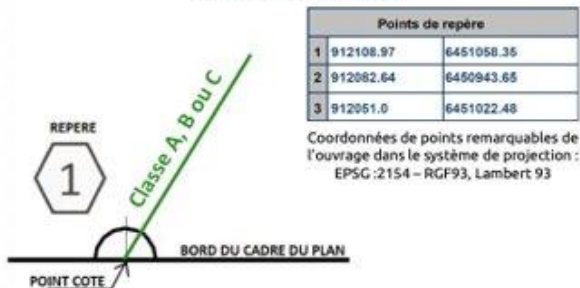 Points de repère
1 912108.97 6451058.35
2 912082.64 6450943.65
3 912051.0 6451022.48
Coordonnées de points remarquables de
l'ouvrage dans le système de projection :
EPSG :2154 – RGF93, Lambert 93
REPERE
1
Classe A, B ou C
BORD DU CADRE DU PLAN
POINT COTE